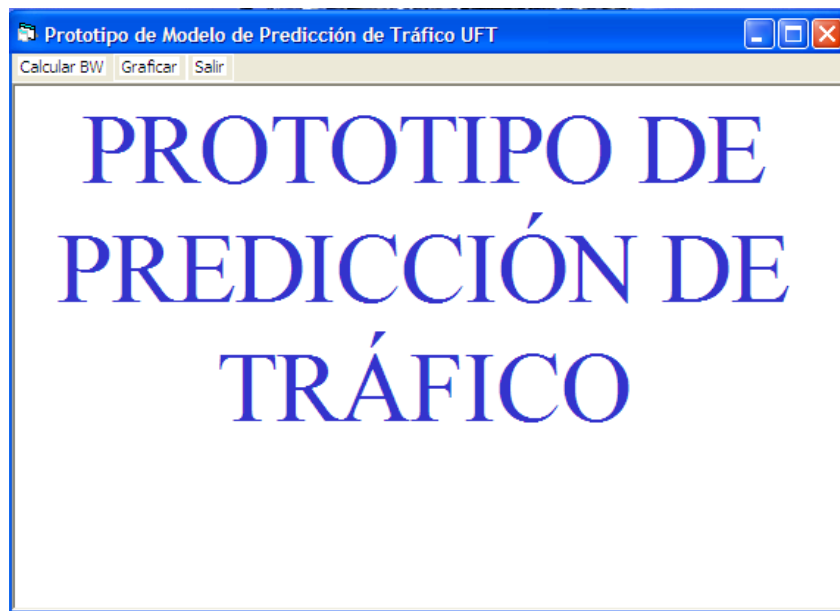 Prototipo de Modelo de Predicción de Tráfico UFT
Calcular BW Graficar Salir
PROTOTIPO DE
PREDICCIÓN DE
TRÁFICO